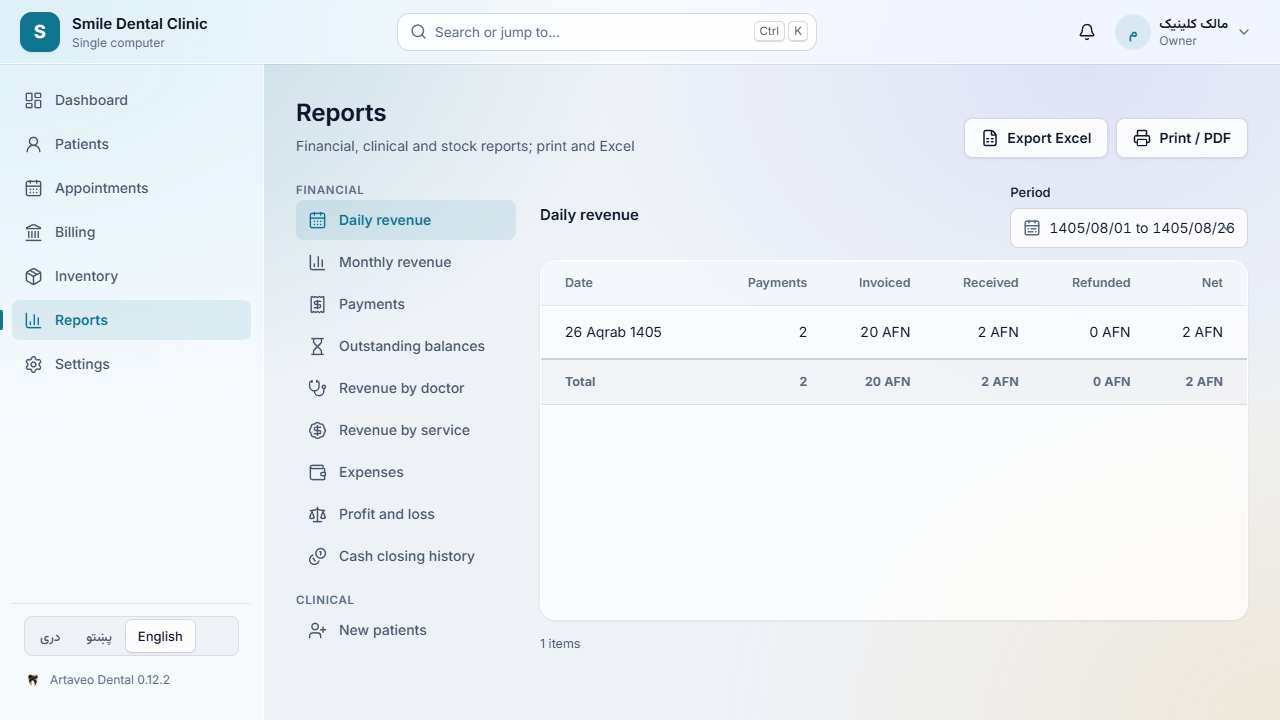 S
Smile Dental Clinic
Single computer
Search or jump to...
Ctrl K
م
مالک کلینیک
Owner
Dashboard
Patients
Appointments
Billing
Inventory
Reports
Settings
دری پښتو English
Artaveo Dental 0.12.2
Reports
Financial, clinical and stock reports; print and Excel
Export Excel
Print / PDF
FINANCIAL
Daily revenue
Monthly revenue
Payments
Outstanding balances
Revenue by doctor
Revenue by service
Expenses
Profit and loss
Cash closing history
CLINICAL
New patients
Daily revenue
Period
1405/08/01 to 1405/08/26
Date Payments Invoiced Received Refunded Net
26 Aqrab 1405 2 20 AFN 2 AFN 0 AFN 2 AFN
Total 2 20 AFN 2 AFN 0 AFN 2 AFN
1 items